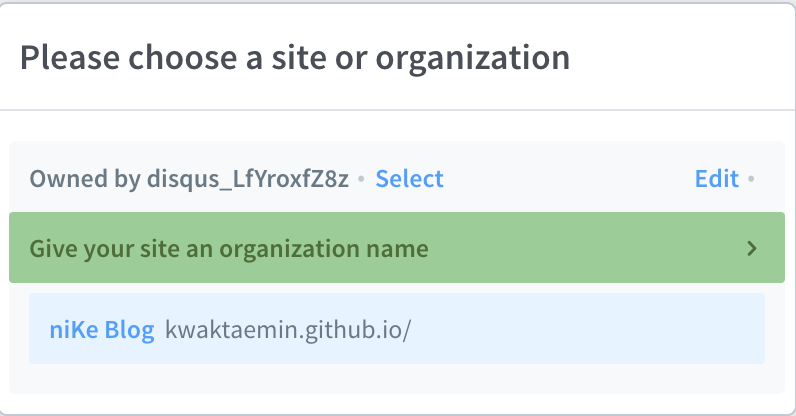 Please choose a site or organization
Owned by disqus_LfYroxfZ8z • Select Edit •
Give your site an organization name >
niKe Blog kwaktaemin.github.io/